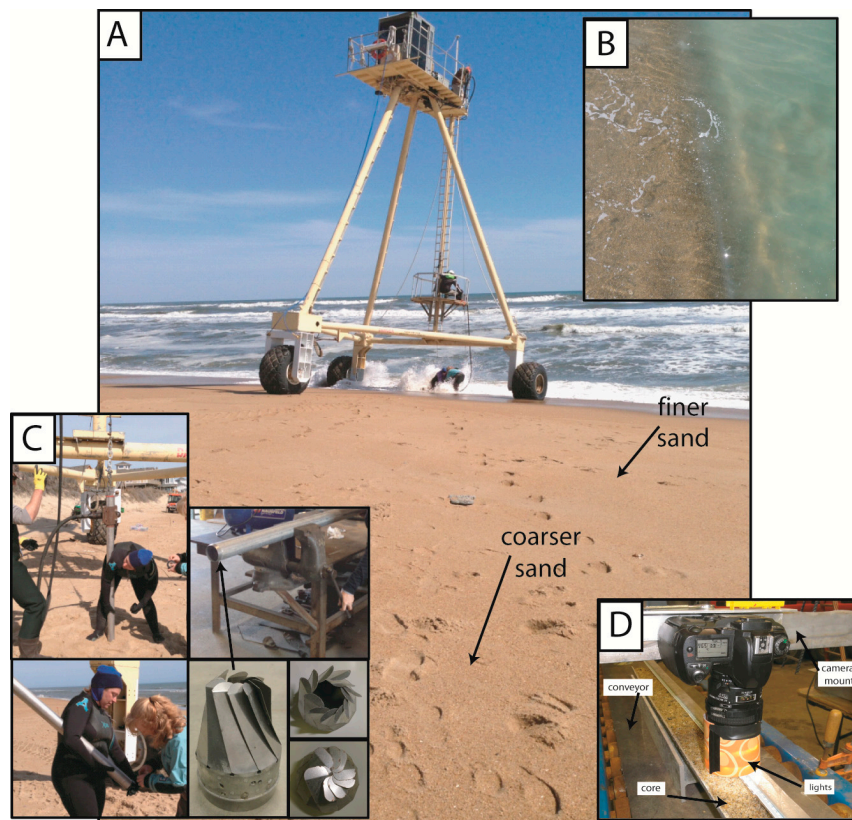 A
B
finer
sand
C
coarser
sand
D
camera
mount
conveyor
core
lights